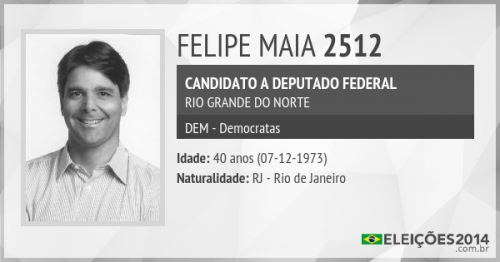 FELIPE MAIA 2512
CANDIDATO A DEPUTADO FEDERAL
RIO GRANDE DO NORTE
DEM - Democratas
Idade: 40 anos (07-12-1973)
Naturalidade: RJ - Rio de Janeiro
ELEIÇÕES2014
.com.br